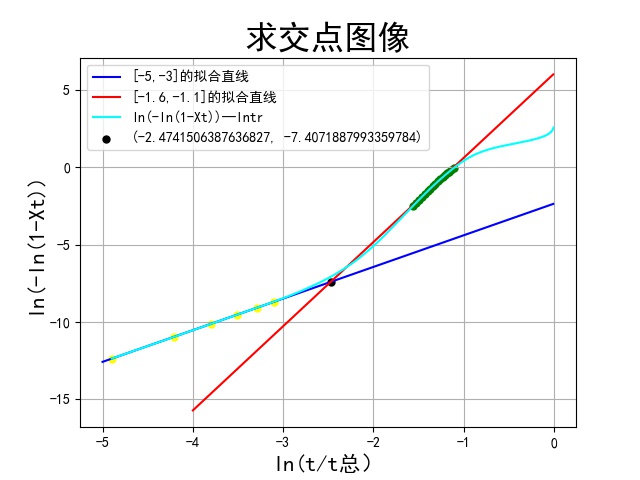 求交点图像
[-5,-3]的拟合直线
[-1.6,-1.1]的拟合直线
ln(-ln(1-Xt))—lntr
(-2.4741506387636827, -7.4071887993359784)
5
0
−5
−10
−15
ln(-ln(1-Xt))
−5
−4
−3
−2
−1
0
ln(t/t总)